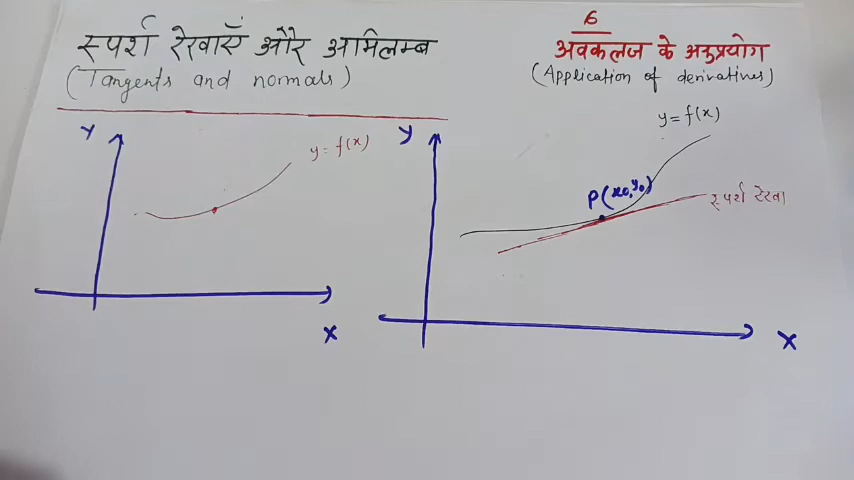 स्पर्श रेखाएँ और अभिलम्ब
(Tangents and normals)
6
अवकलज के अनुप्रयोग
(Application of derivatives)
Y
y = f(x)
X
Y
y = f(x)
P(x0, y0)
स्पर्श रेखा
X